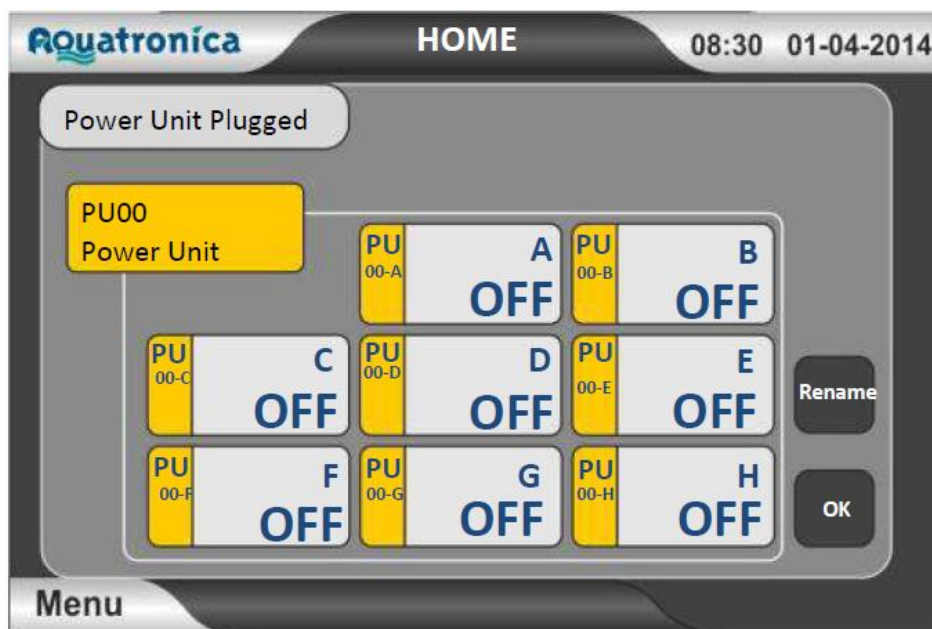 Aquatronica HOME 08:30 01-04-2014
Power Unit Plugged
PU00
Power Unit
PU 00-A A OFF
PU 00-B B OFF
PU 00-C C OFF
PU 00-D D OFF
PU 00-E E OFF
Rename
PU 00-F F OFF
PU 00-G G OFF
PU 00-H H OFF
OK
Menu